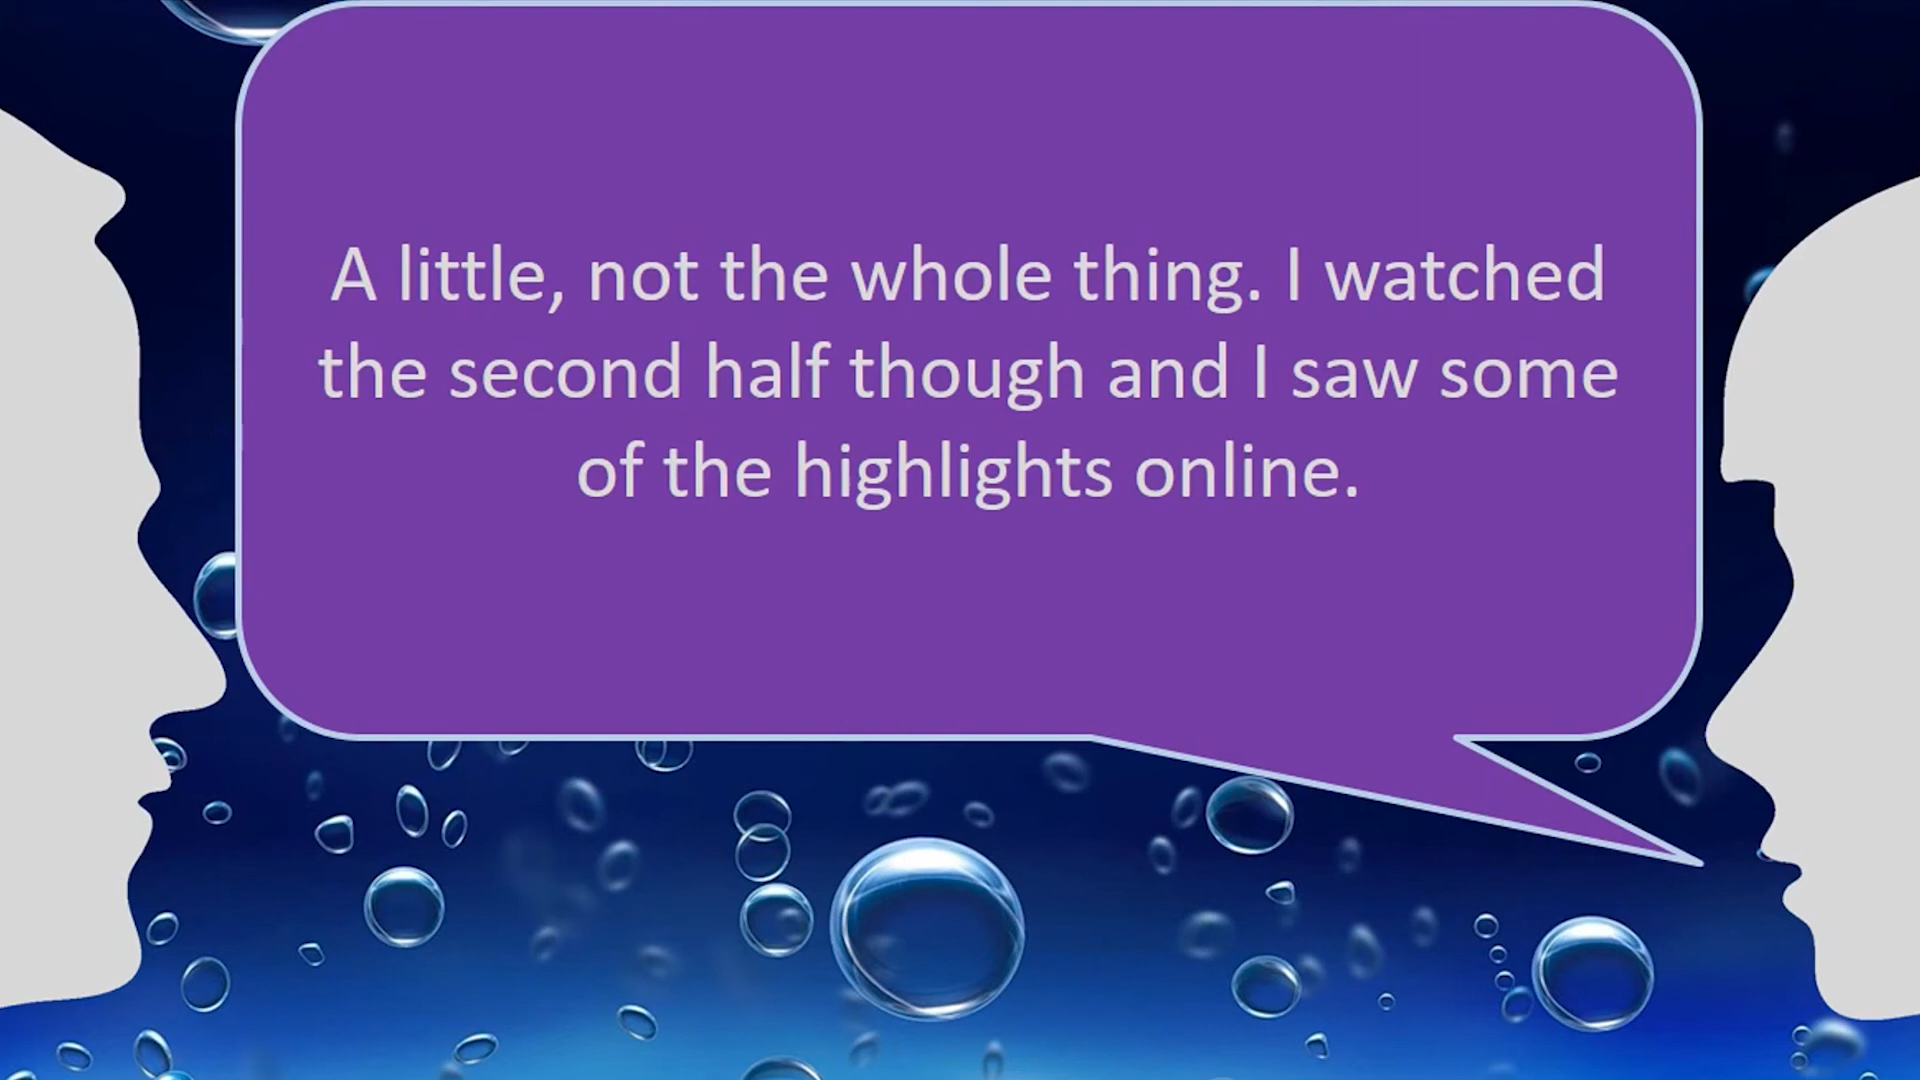 A little, not the whole thing. I watched
the second half though and I saw some
of the highlights online.